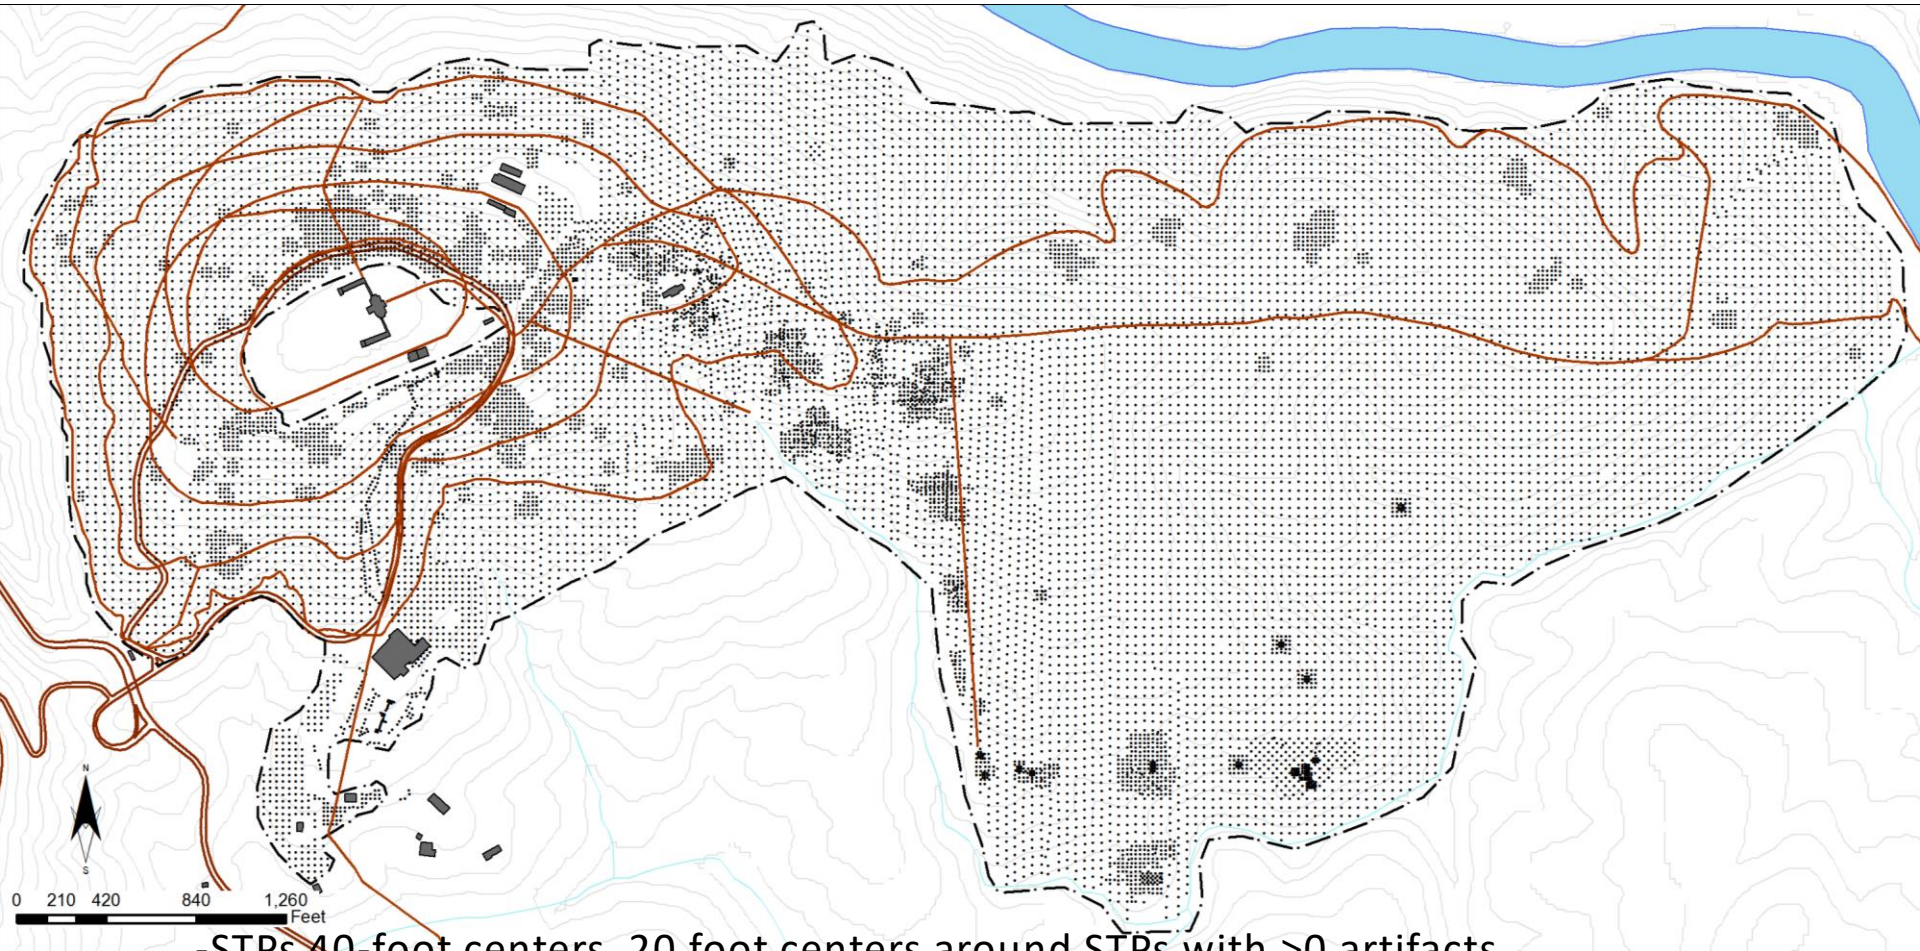 N
S
0 210 420 840 1,260
Feet
-STPs 40-foot centers, 20 foot centers around STPs with >0 artifacts